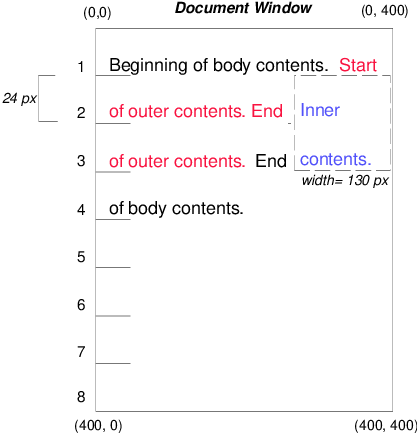 Document Window
(0,0) (0, 400)
1 Beginning of body contents. Start
24 px
2 of outer contents. End Inner
3 of outer contents. End contents.
width= 130 px
4 of body contents.
5
6
7
8
(400, 0) (400, 400)